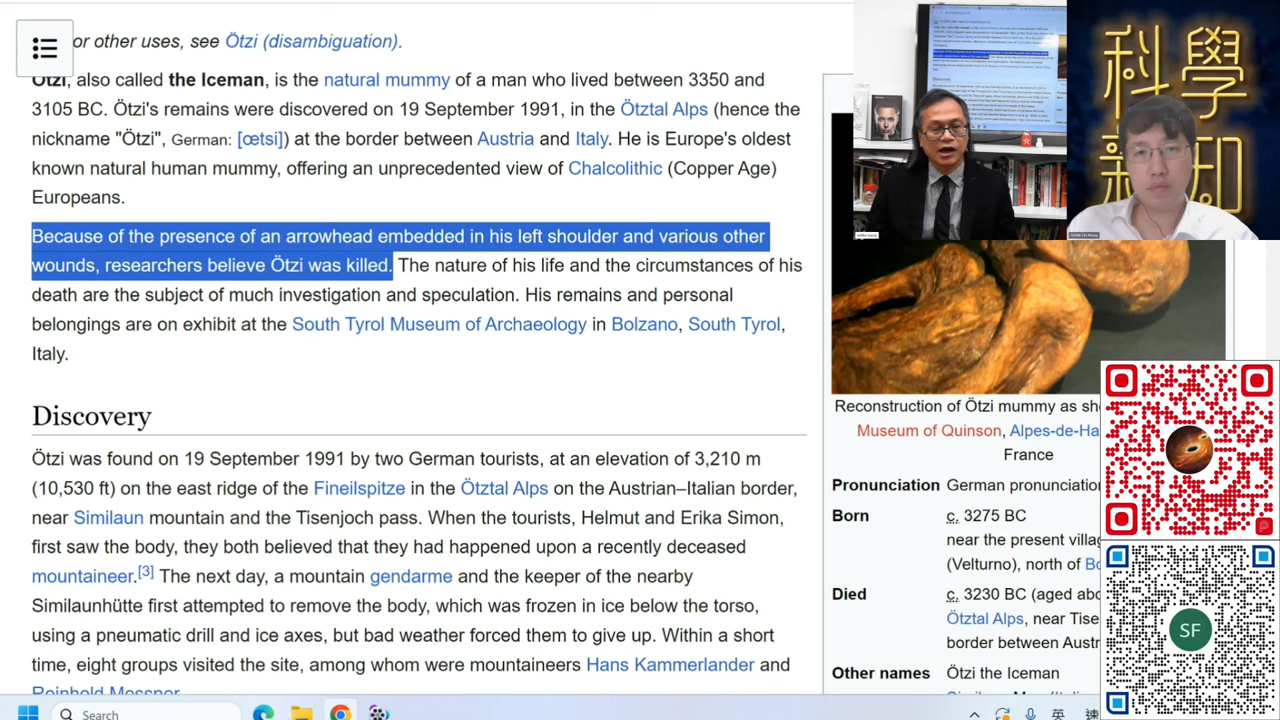 For other uses, see Ötzi (disambiguation).
Ötzi, also called the Iceman, is the natural mummy of a man who lived between 3350 and
3105 BC. Ötzi's remains were discovered on 19 September 1991, in the Ötztal Alps (hence the
nickname "Ötzi", German: [œtsi]) at the border between Austria and Italy. He is Europe's oldest
known natural human mummy, offering an unprecedented view of Chalcolithic (Copper Age)
Europeans.
Because of the presence of an arrowhead embedded in his left shoulder and various other
wounds, researchers believe Ötzi was killed. The nature of his life and the circumstances of his
death are the subject of much investigation and speculation. His remains and personal
belongings are on exhibit at the South Tyrol Museum of Archaeology in Bolzano, South Tyrol,
Italy.
Discovery
Ötzi was found on 19 September 1991 by two German tourists, at an elevation of 3,210 m
(10,530 ft) on the east ridge of the Fineilspitze in the Ötztal Alps on the Austrian–Italian border,
near Similaun mountain and the Tisenjoch pass. When the tourists, Helmut and Erika Simon,
first saw the body, they both believed that they had happened upon a recently deceased
mountaineer.[3] The next day, a mountain gendarme and the keeper of the nearby
Similaunhütte first attempted to remove the body, which was frozen in ice below the torso,
using a pneumatic drill and ice axes, but bad weather forced them to give up. Within a short
time, eight groups visited the site, among whom were mountaineers Hans Kammerlander and
Reinhold Messner
科學
新知
Reconstruction of Ötzi mummy as sh
Museum of Quinson, Alpes-de-Ha
France
Pronunciation German pronunciation
Born c. 3275 BC
near the present villag
(Velturno), north of Bo
Died c. 3230 BC (aged abo
Ötztal Alps, near Tise
border between Austr
Other names Ötzi the Iceman
SF
Search
英